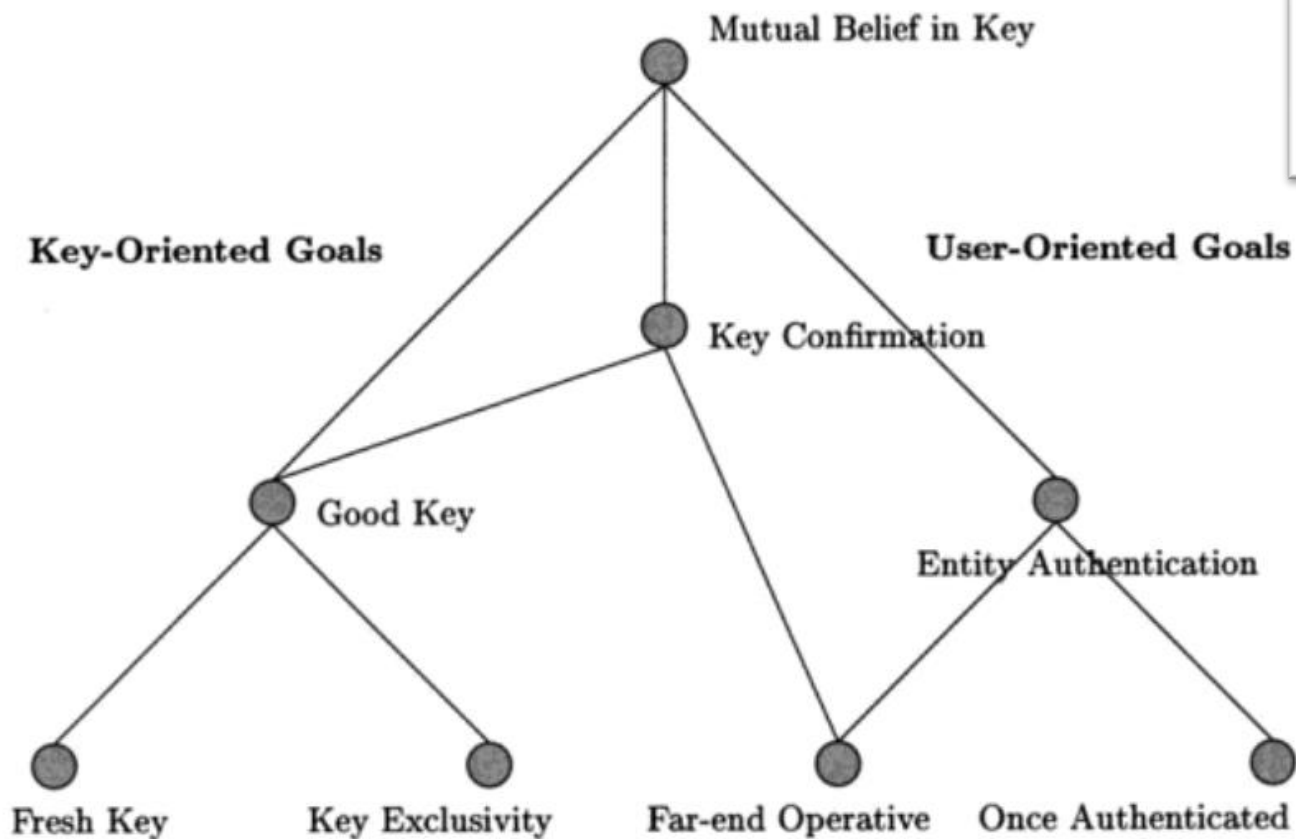 Mutual Belief in Key
Key-Oriented Goals
User-Oriented Goals
Key Confirmation
Good Key
Entity Authentication
Fresh Key
Key Exclusivity
Far-end Operative
Once Authenticated